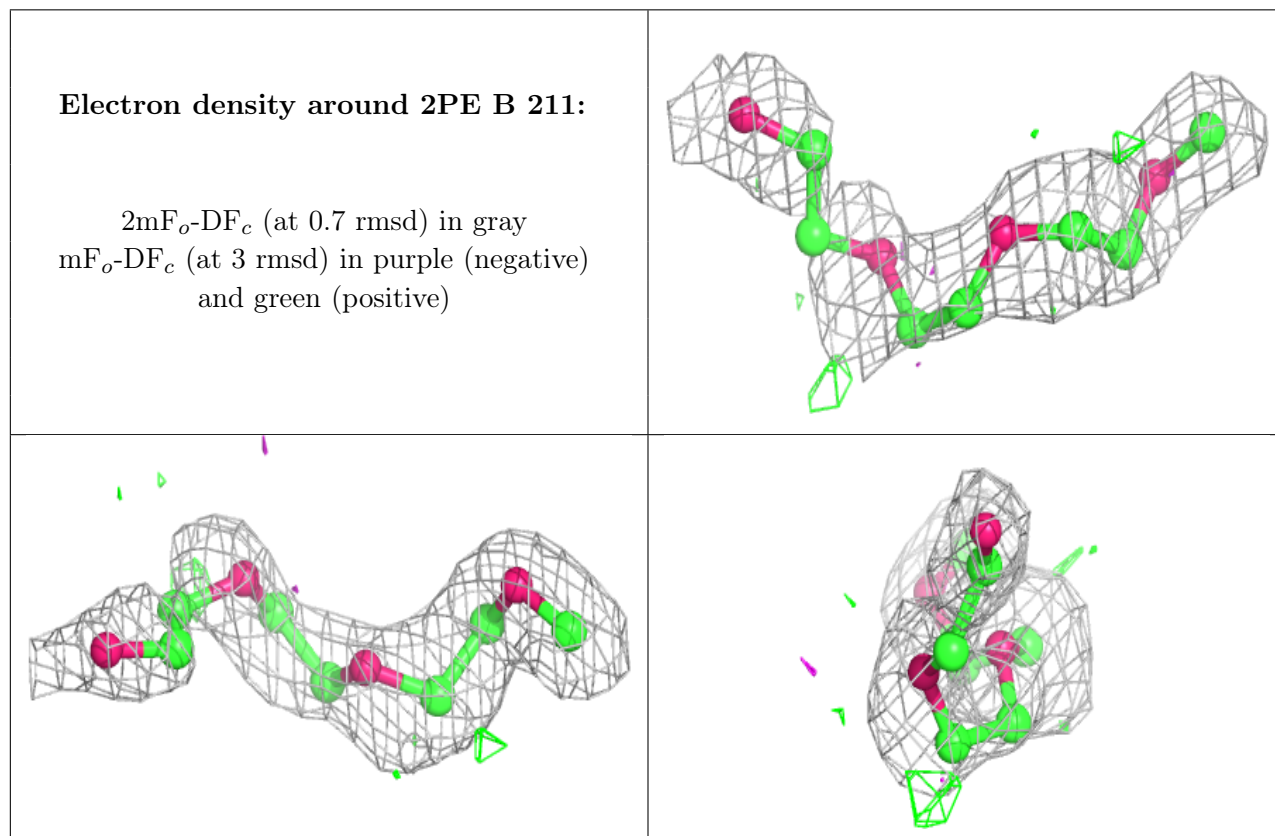 Electron density around 2PE B 211:
2mFₒ-DF𝒸 (at 0.7 rmsd) in gray
mFₒ-DF𝒸 (at 3 rmsd) in purple (negative)
and green (positive)